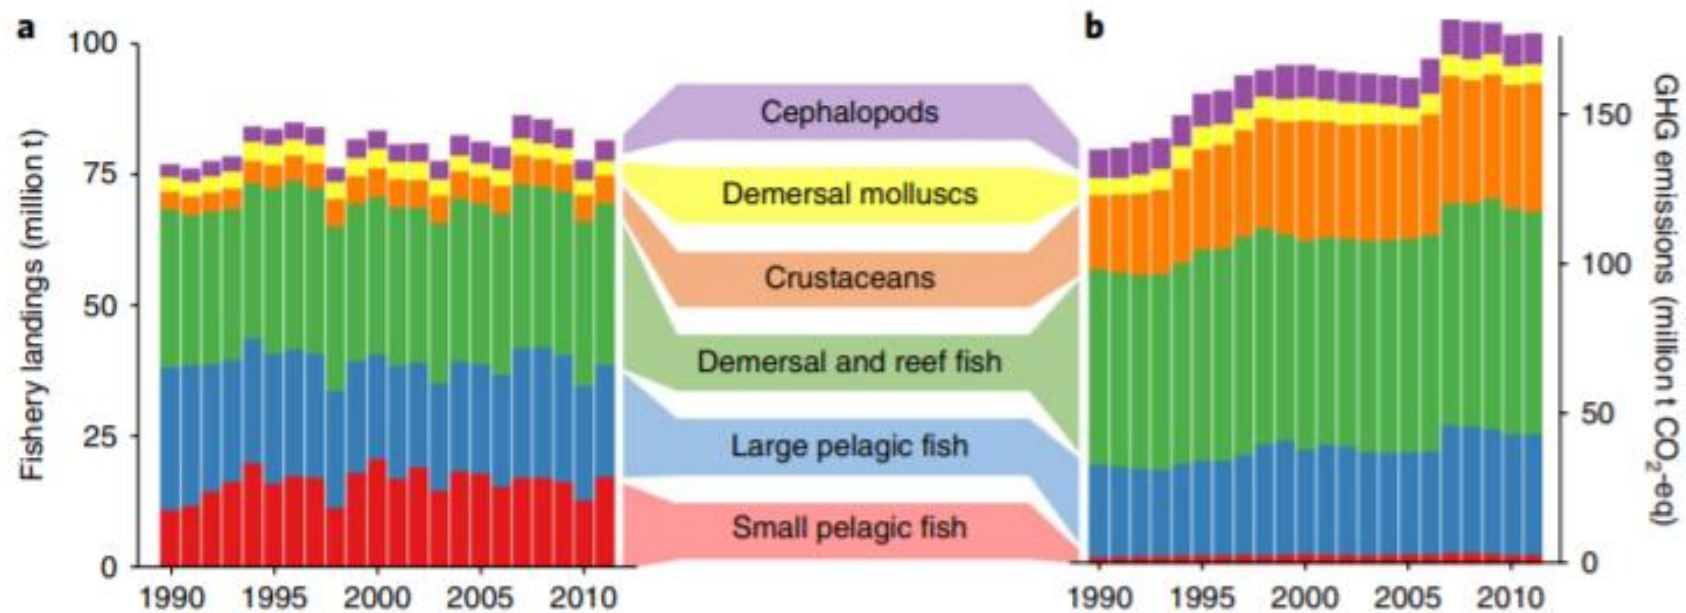 a
Fishery landings (million t)
100
75
50
25
0
1990 1995 2000 2005 2010
Cephalopods
Demersal molluscs
Crustaceans
Demersal and reef fish
Large pelagic fish
Small pelagic fish
b
150
100
50
0
GHG emissions (million t CO₂-eq)
1990 1995 2000 2005 2010